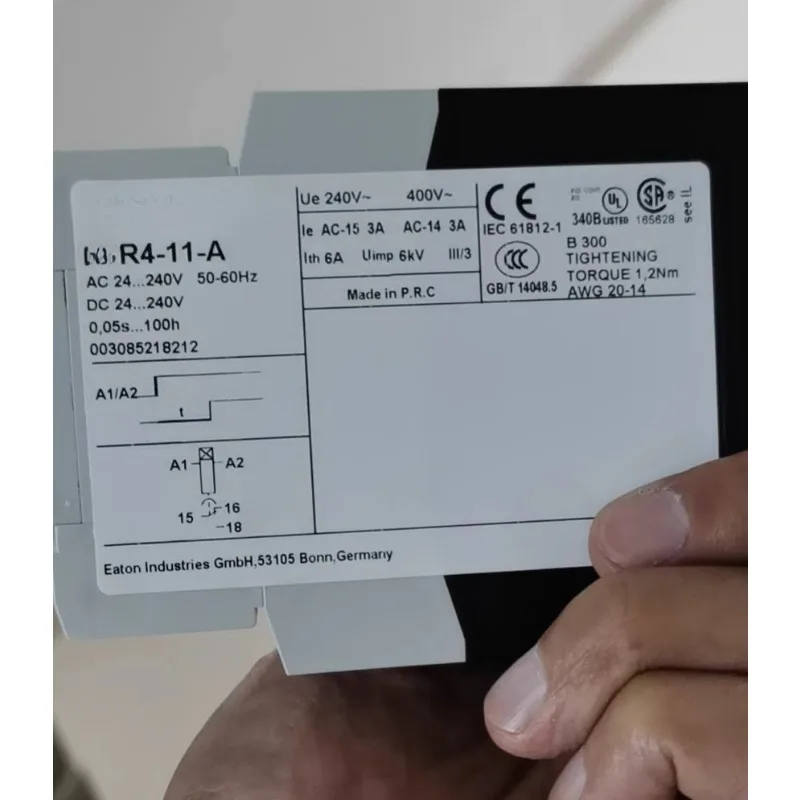 R4-11-A
AC 24...240V 50-60Hz
DC 24...240V
0,05s...100h
003085218212
A1/A2
t
A1 A2
15 16
18
Ue 240V~ 400V~
Ie AC-15 3A AC-14 3A
Ith 6A Uimp 6kV III/3
Made in P.R.C
CE
IEC 61812-1
CCC
GB/T 14048.5
UL
340B LISTED
SA ®
165628
see IL
B 300
TIGHTENING
TORQUE 1,2Nm
AWG 20-14
Eaton Industries GmbH,53105 Bonn,Germany